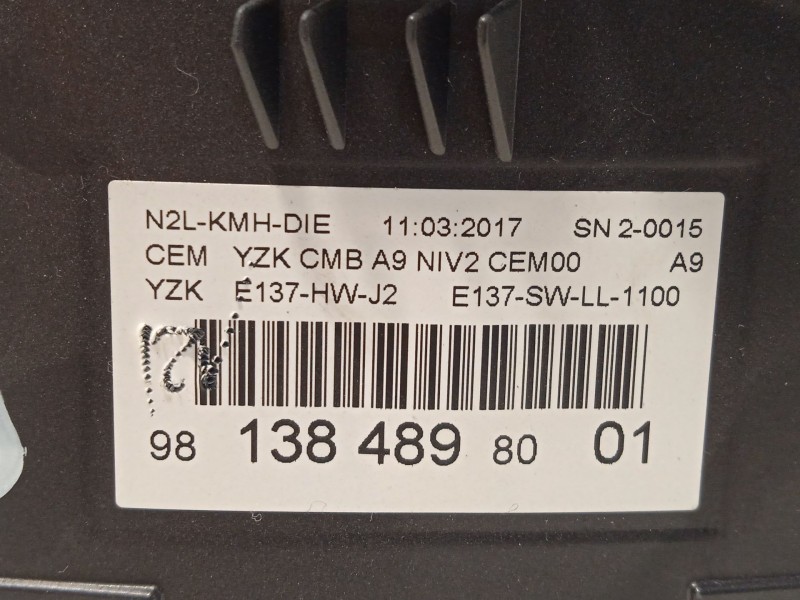 N2L-KMH-DIE 11:03:2017 SN 2-0015
CEM YZK CMB A9 NIV2 CEM00 A9
YZK E137-HW-J2 E137-SW-LL-1100
98 138 489 80 01